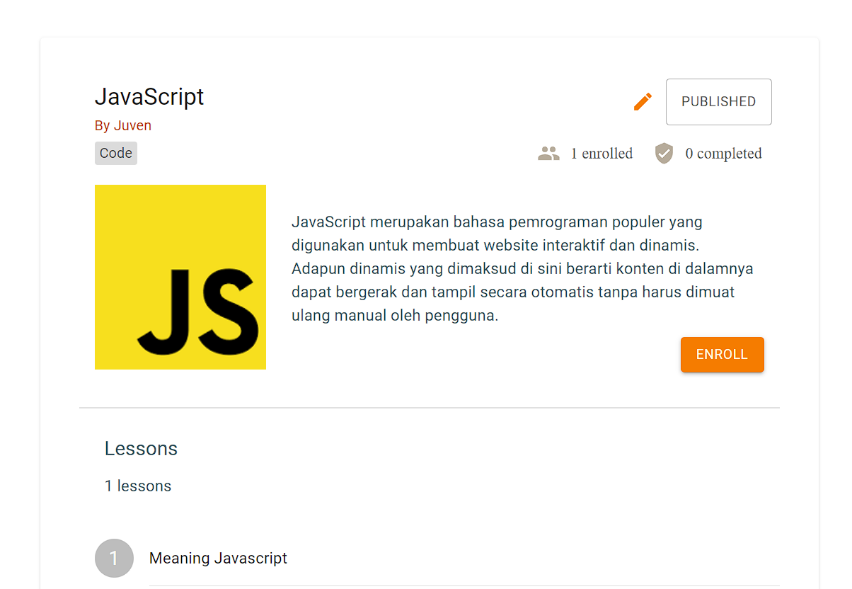 JavaScript
PUBLISHED
By Juven
Code
1 enrolled
0 completed
JS
JavaScript merupakan bahasa pemrograman populer yang
digunakan untuk membuat website interaktif dan dinamis.
Adapun dinamis yang dimaksud di sini berarti konten di dalamnya
dapat bergerak dan tampil secara otomatis tanpa harus dimuat
ulang manual oleh pengguna.
ENROLL
Lessons
1 lessons
1
Meaning Javascript